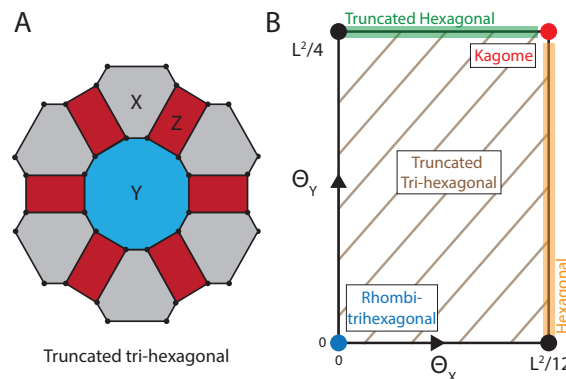 A
X
Z
Y
Truncated tri-hexagonal
B
Truncated Hexagonal
L²/4
Kagome
Truncated
Tri-hexagonal
Θ_Y
Rhombi-
trihexagonal
Hexagonal
0
0
Θ_X
L²/12